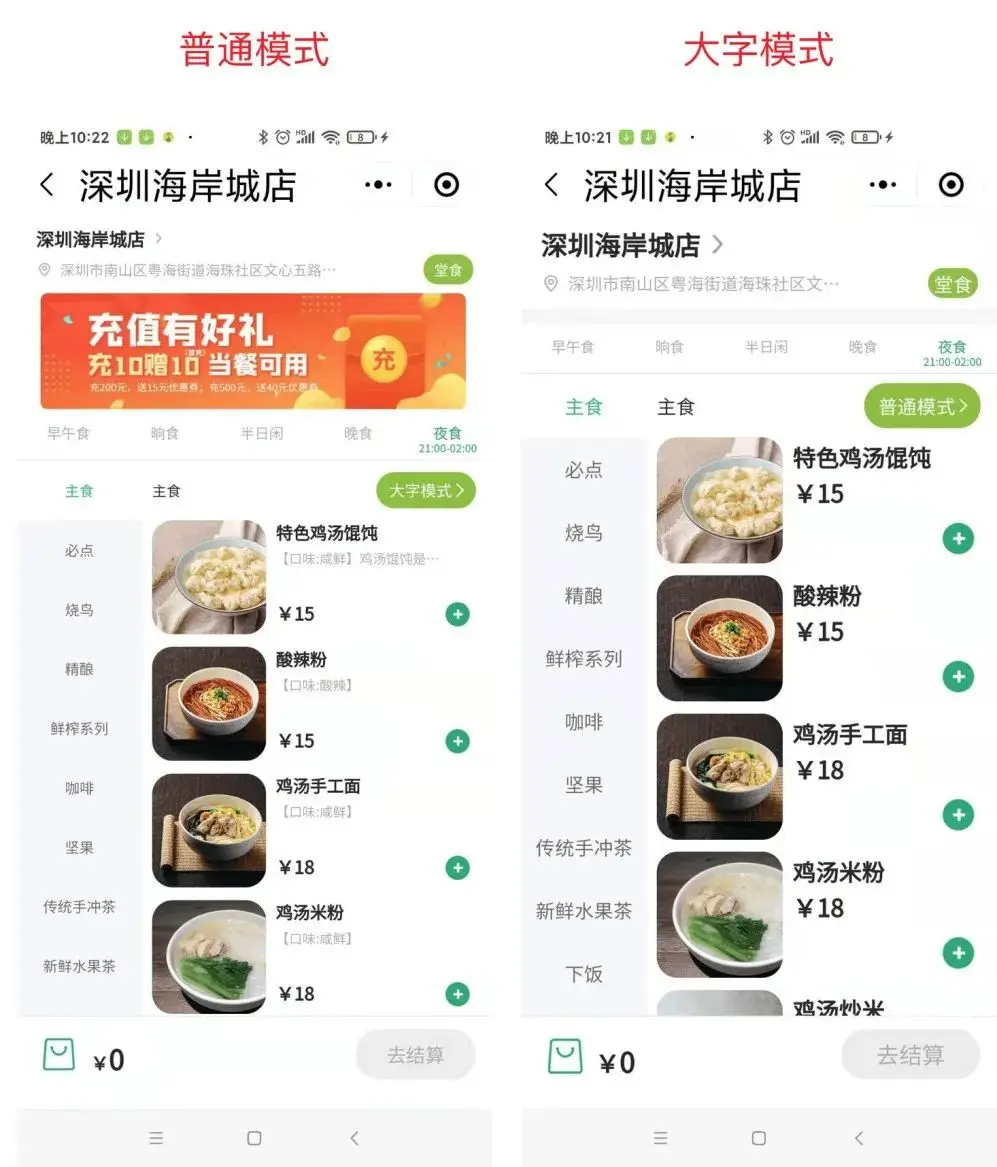 普通模式
晚上10:22
HD
8
深圳海岸城店
深圳海岸城店
深圳市南山区粤海街道海珠社区文心五路…
堂食
充值有好礼
充10赠10当餐可用
充200元，送15元优惠券；充500元，送40元优惠券
早午食
晌食
半日闲
晚食
夜食
21:00-02:00
主食
主食
大字模式
必点
烧鸟
精酿
鲜榨系列
咖啡
坚果
传统手冲茶
新鲜水果茶
特色鸡汤馄饨
【口味:咸鲜】鸡汤馄饨是…
￥15
酸辣粉
【口味:酸辣】
￥15
鸡汤手工面
【口味:咸鲜】
￥18
鸡汤米粉
【口味:咸鲜】
￥18
￥0
去结算
大字模式
晚上10:21
HD
8
深圳海岸城店
深圳海岸城店
深圳市南山区粤海街道海珠社区文…
堂食
早午食
晌食
半日闲
晚食
夜食
21:00-02:00
主食
主食
普通模式
必点
烧鸟
精酿
鲜榨系列
咖啡
坚果
传统手冲茶
新鲜水果茶
下饭
特色鸡汤馄饨
￥15
酸辣粉
￥15
鸡汤手工面
￥18
鸡汤米粉
￥18
鸡汤炒米
￥0
去结算